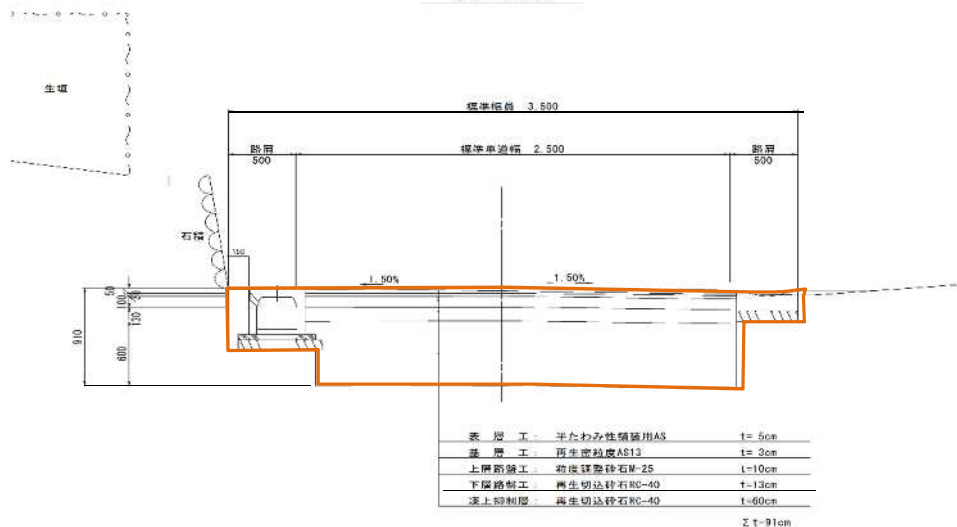 生垣
標準幅員 3.500
路肩 標準車道幅 2.500 路肩
500 500
石積
150
1.50% 1.50%
50
30
100
130
910
600
表層工: 平たわみ性舗装用AS t= 5cm
基層工: 再生密粒度AS13 t= 3cm
上層路盤工: 粒度調整砕石M-25 t=10cm
下層路盤工: 再生切込砕石RC-40 t=13cm
凍上抑制層: 再生切込砕石RC-40 t=60cm
Σt=91cm